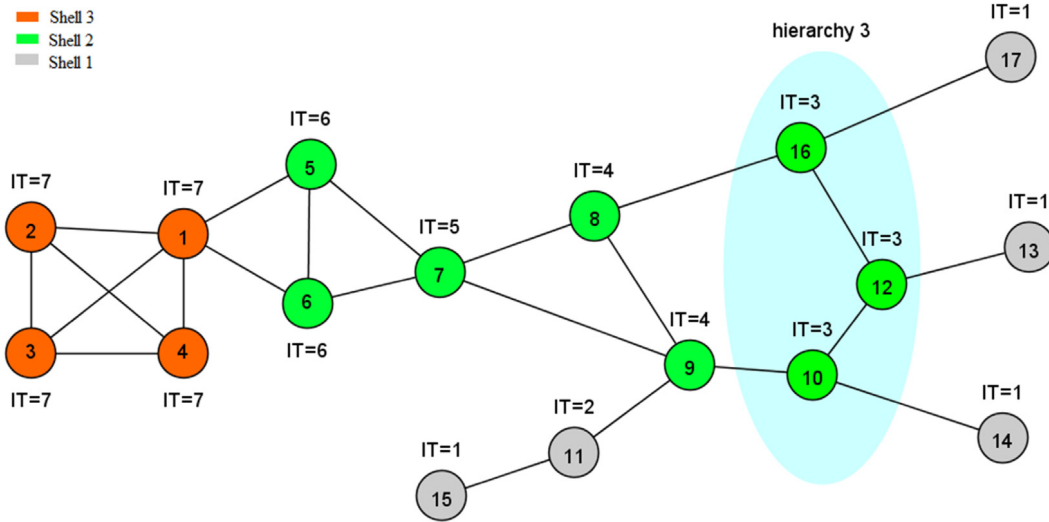 Shell 3
Shell 2
Shell 1
hierarchy 3
IT=1
17
IT=3
16
IT=6
5
IT=7
2
IT=7
1
IT=4
8
IT=1
13
IT=5
7
IT=3
12
6
IT=6
3
IT=7
4
IT=7
IT=4
9
IT=3
10
IT=2
11
IT=1
14
IT=1
15